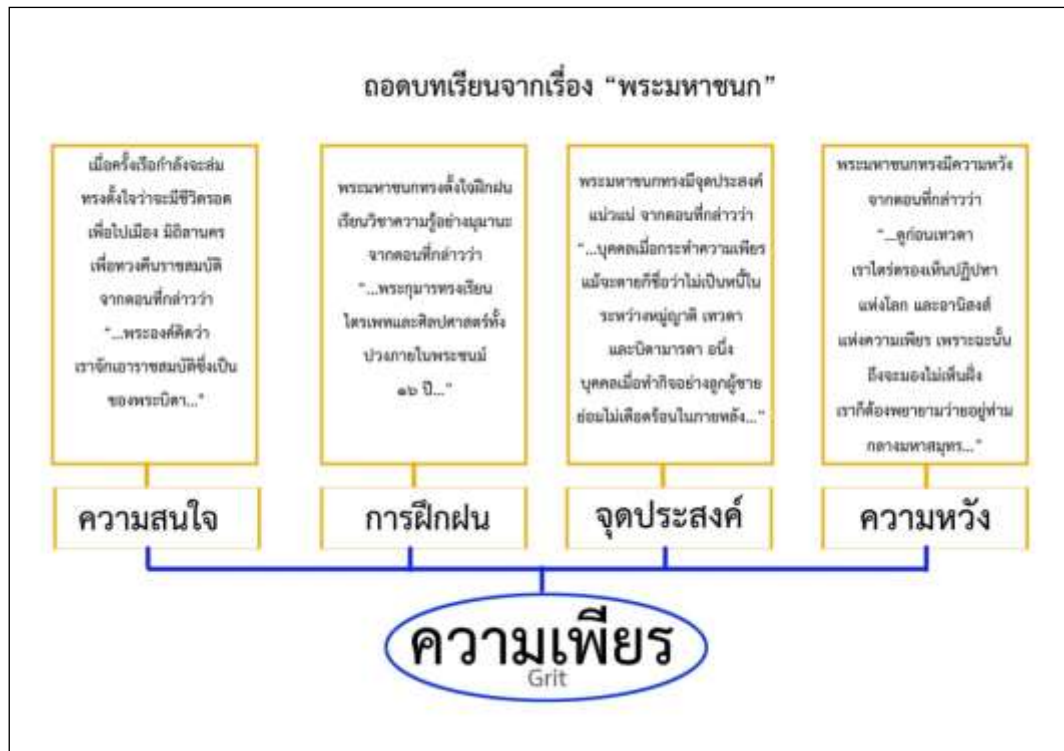 ถอดบทเรียนจากเรื่อง "พระมหาชนก"
เมื่อครั้งเรือกำลังจะล่ม
ทรงตั้งใจว่าจะมีชีวิตรอด
เพื่อไปเมือง มิถิลานคร
เพื่อทวงคืนราชสมบัติ
จากตอนที่กล่าวว่า
"...พระองค์คิดว่า
เราจักเอาราชสมบัติซึ่งเป็น
ของพระบิดา..."
ความสนใจ
พระมหาชนกทรงตั้งใจฝึกฝน
เรียนวิชาความรู้อย่างมุมานะ
จากตอนที่กล่าวว่า
"...พระกุมารทรงเรียน
ไตรเพทและศิลปศาสตร์ทั้ง
ปวงภายในพระชนม์
๑๖ ปี..."
การฝึกฝน
พระมหาชนกทรงมีจุดประสงค์
แน่วแน่ จากตอนที่กล่าวว่า
"...บุคคลเมื่อกระทำความเพียร
แม้จะตายก็ชื่อว่าไม่เป็นหนี้ใน
ระหว่างหมู่ญาติ เทวดา
และบิดามารดา อนึ่ง
บุคคลเมื่อทำกิจอย่างลูกผู้ชาย
ย่อมไม่เดือดร้อนในภายหลัง..."
จุดประสงค์
พระมหาชนกทรงมีความหวัง
จากตอนที่กล่าวว่า
"...ดูก่อนเทวดา
เราไตร่ตรองเห็นปฏิปทา
แห่งโลก และอานิสงส์
แห่งความเพียร เพราะฉะนั้น
ถึงจะมองไม่เห็นฝั่ง
เราก็ต้องพยายามว่ายอยู่ท่าม
กลางมหาสมุทร..."
ความหวัง
ความเพียร
Grit